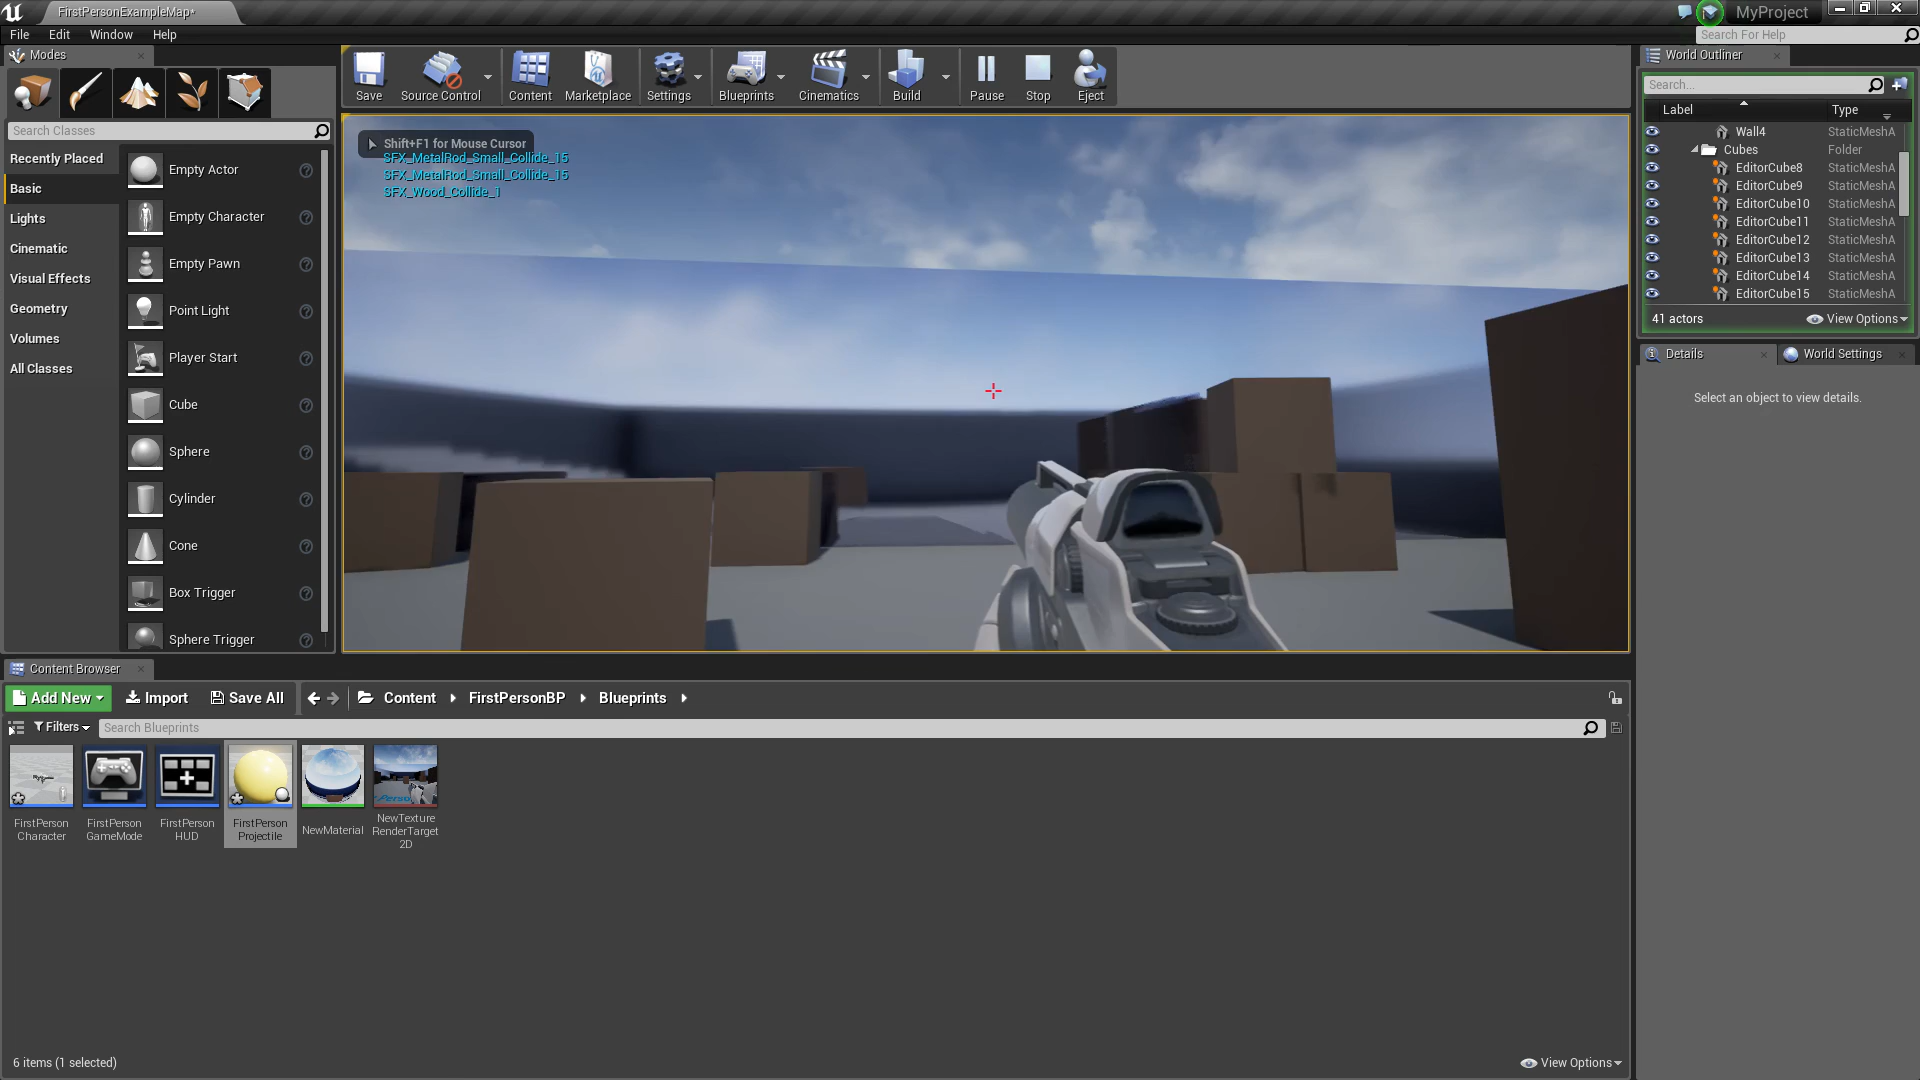 FirstPersonExampleMap*
MyProject
File Edit Window Help
Search For Help
Modes
Save
Source Control
Content
Marketplace
Settings
Blueprints
Cinematics
Build
Pause
Stop
Eject
World Outliner
Search...
Label Type
Wall4 StaticMeshA
Cubes Folder
EditorCube8 StaticMeshA
EditorCube9 StaticMeshA
EditorCube10 StaticMeshA
EditorCube11 StaticMeshA
EditorCube12 StaticMeshA
EditorCube13 StaticMeshA
EditorCube14 StaticMeshA
EditorCube15 StaticMeshA
41 actors
View Options
Details
World Settings
Select an object to view details.
Search Classes
Recently Placed
Basic
Lights
Cinematic
Visual Effects
Geometry
Volumes
All Classes
Empty Actor
Empty Character
Empty Pawn
Point Light
Player Start
Cube
Sphere
Cylinder
Cone
Box Trigger
Sphere Trigger
Shift+F1 for Mouse Cursor
SFX_MetalRod_Small_Collide_15
SFX_MetalRod_Small_Collide_15
SFX_Wood_Collide_1
Content Browser
Add New
Import
Save All
Content
FirstPersonBP
Blueprints
Filters
Search Blueprints
FirstPerson
Character
FirstPerson
GameMode
FirstPerson
HUD
FirstPerson
Projectile
NewMaterial
NewTexture
RenderTarget
2D
6 items (1 selected)
View Options